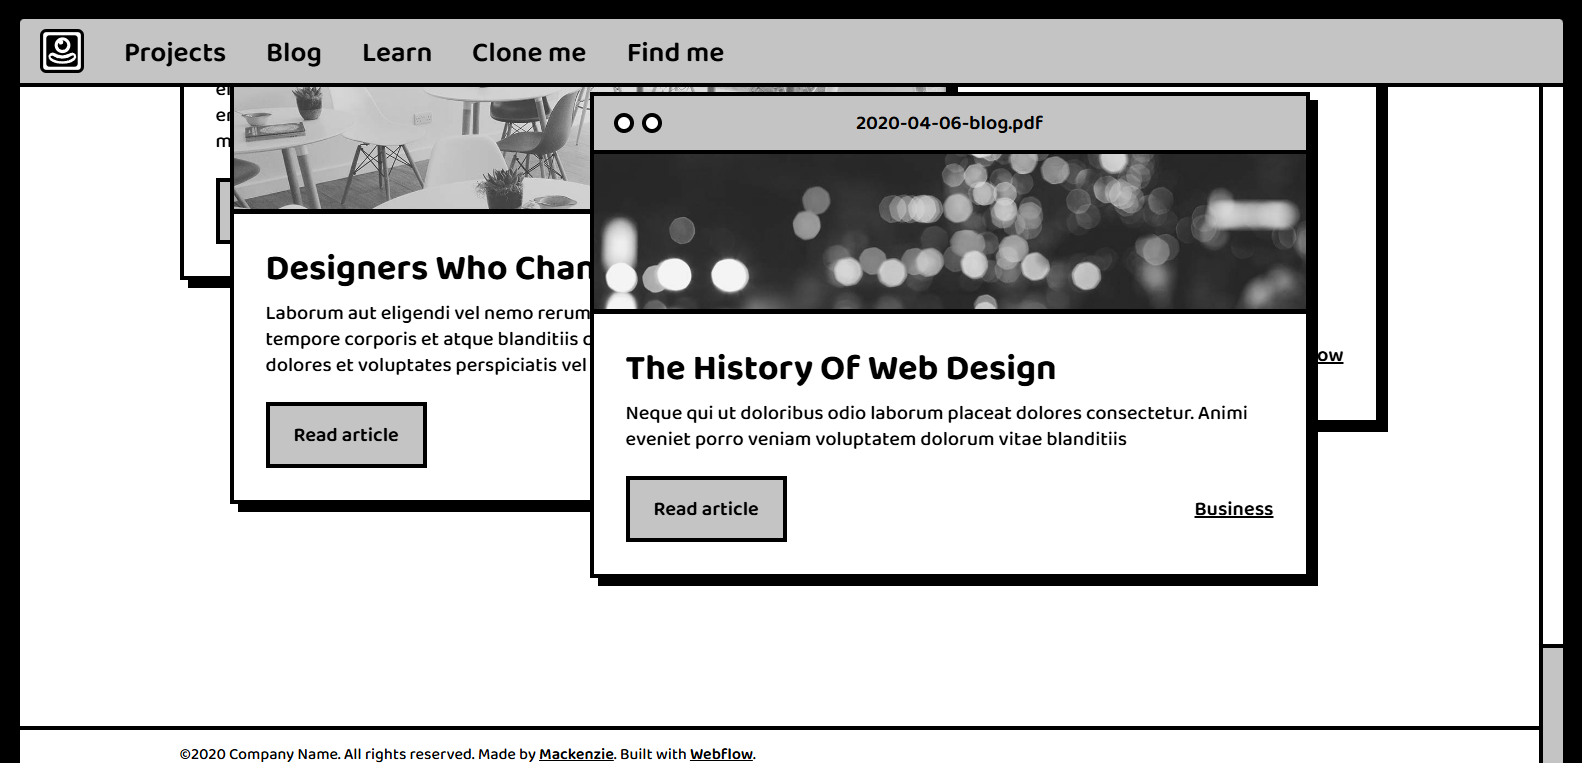 Projects Blog Learn Clone me Find me
2020-04-06-blog.pdf
Designers Who
Laborum aut eligendi vel nemo rerum
tempore corporis et atque blanditiis
dolores et voluptates perspiciatis vel
Read article
The History Of Web Design
Neque qui ut doloribus odio laborum placeat dolores consectetur. Animi
eveniet porro veniam voluptatem dolorum vitae blanditiis
Read article
Business
©2020 Company Name. All rights reserved. Made by Mackenzie. Built with Webflow.